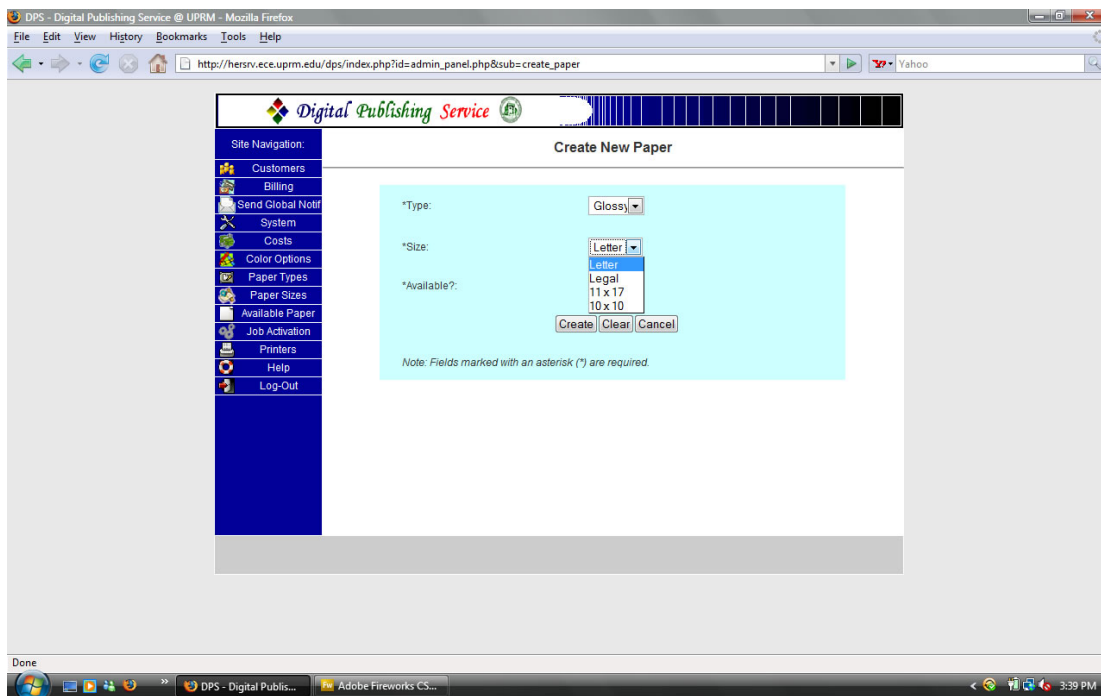 DPS - Digital Publishing Service @ UPRM - Mozilla Firefox
File Edit View History Bookmarks Tools Help
http://hersrv.ece.uprm.edu/dps/index.php?id=admin_panel.php&sub=create_paper
Yahoo
Digital Publishing Service
Site Navigation:
Customers
Billing
Send Global Notif
System
Costs
Color Options
Paper Types
Paper Sizes
Available Paper
Job Activation
Printers
Help
Log-Out
Create New Paper
*Type: Glossy
*Size: Letter
Letter
Legal
11 x 17
10 x 10
*Available?:
Create Clear Cancel
Note: Fields marked with an asterisk (*) are required.
Done
DPS - Digital Publis... Adobe Fireworks CS... 3:39 PM